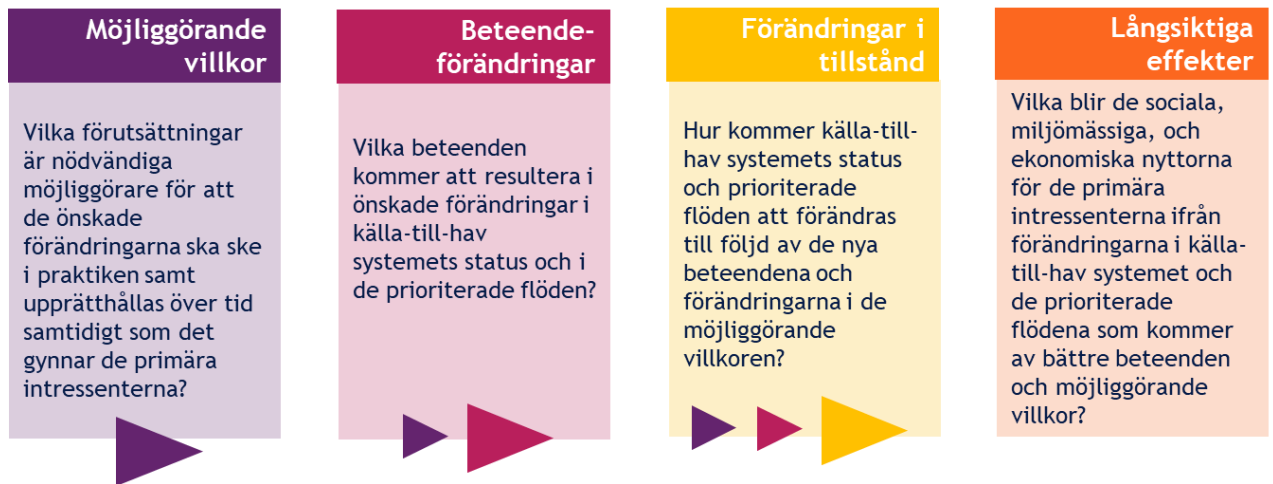 Möjliggörande
villkor
Vilka förutsättningar
är nödvändiga
möjliggörare för att
de önskade
förändringarna ska ske
i praktiken samt
upprätthållas över tid
samtidigt som det
gynnar de primära
intressenterna?
Beteende-
förändringar
Vilka beteenden
kommer att resultera i
önskade förändringar i
källa-till-hav
systemets status och i
de prioriterade flöden?
Förändringar i
tillstånd
Hur kommer källa-till-
hav systemets status
och prioriterade
flöden att förändras
till följd av de nya
beteendena och
förändringarna i de
möjliggörande
villkoren?
Långsiktiga
effekter
Vilka blir de sociala,
miljömässiga, och
ekonomiska nyttorna
för de primära
intressenterna ifrån
förändringarna i källa-
till-hav systemet och
de prioriterade
flödena som kommer
av bättre beteenden
och möjliggörande
villkor?